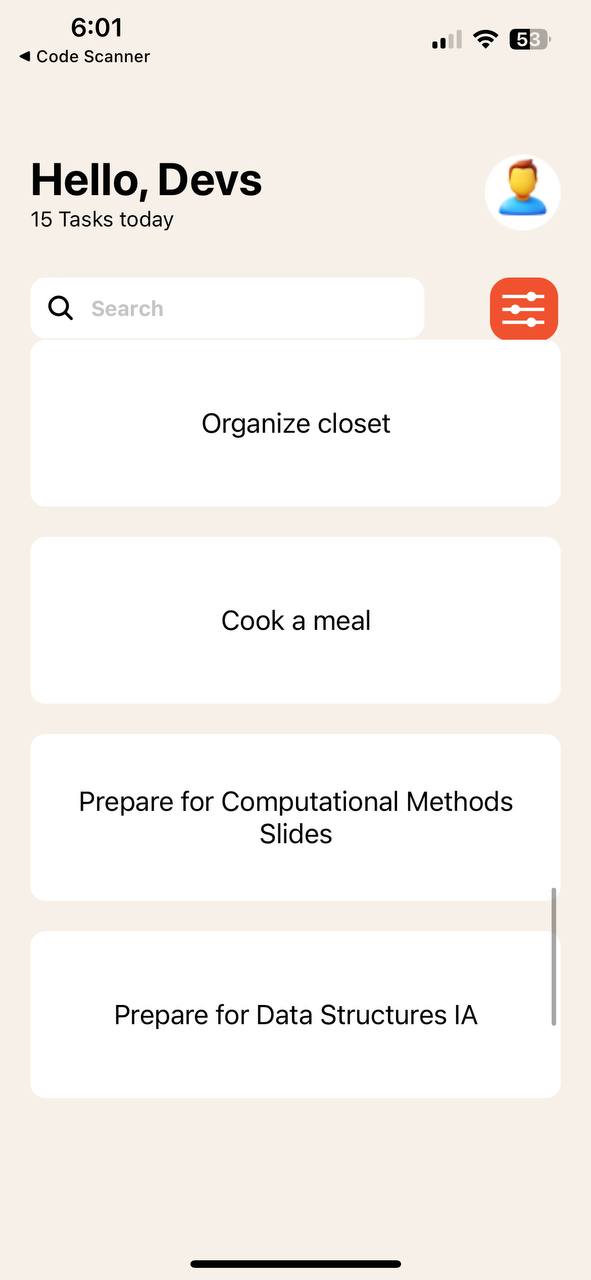 6:01
◀ Code Scanner
53
Hello, Devs
15 Tasks today
Search
Organize closet
Cook a meal
Prepare for Computational Methods
Slides
Prepare for Data Structures IA